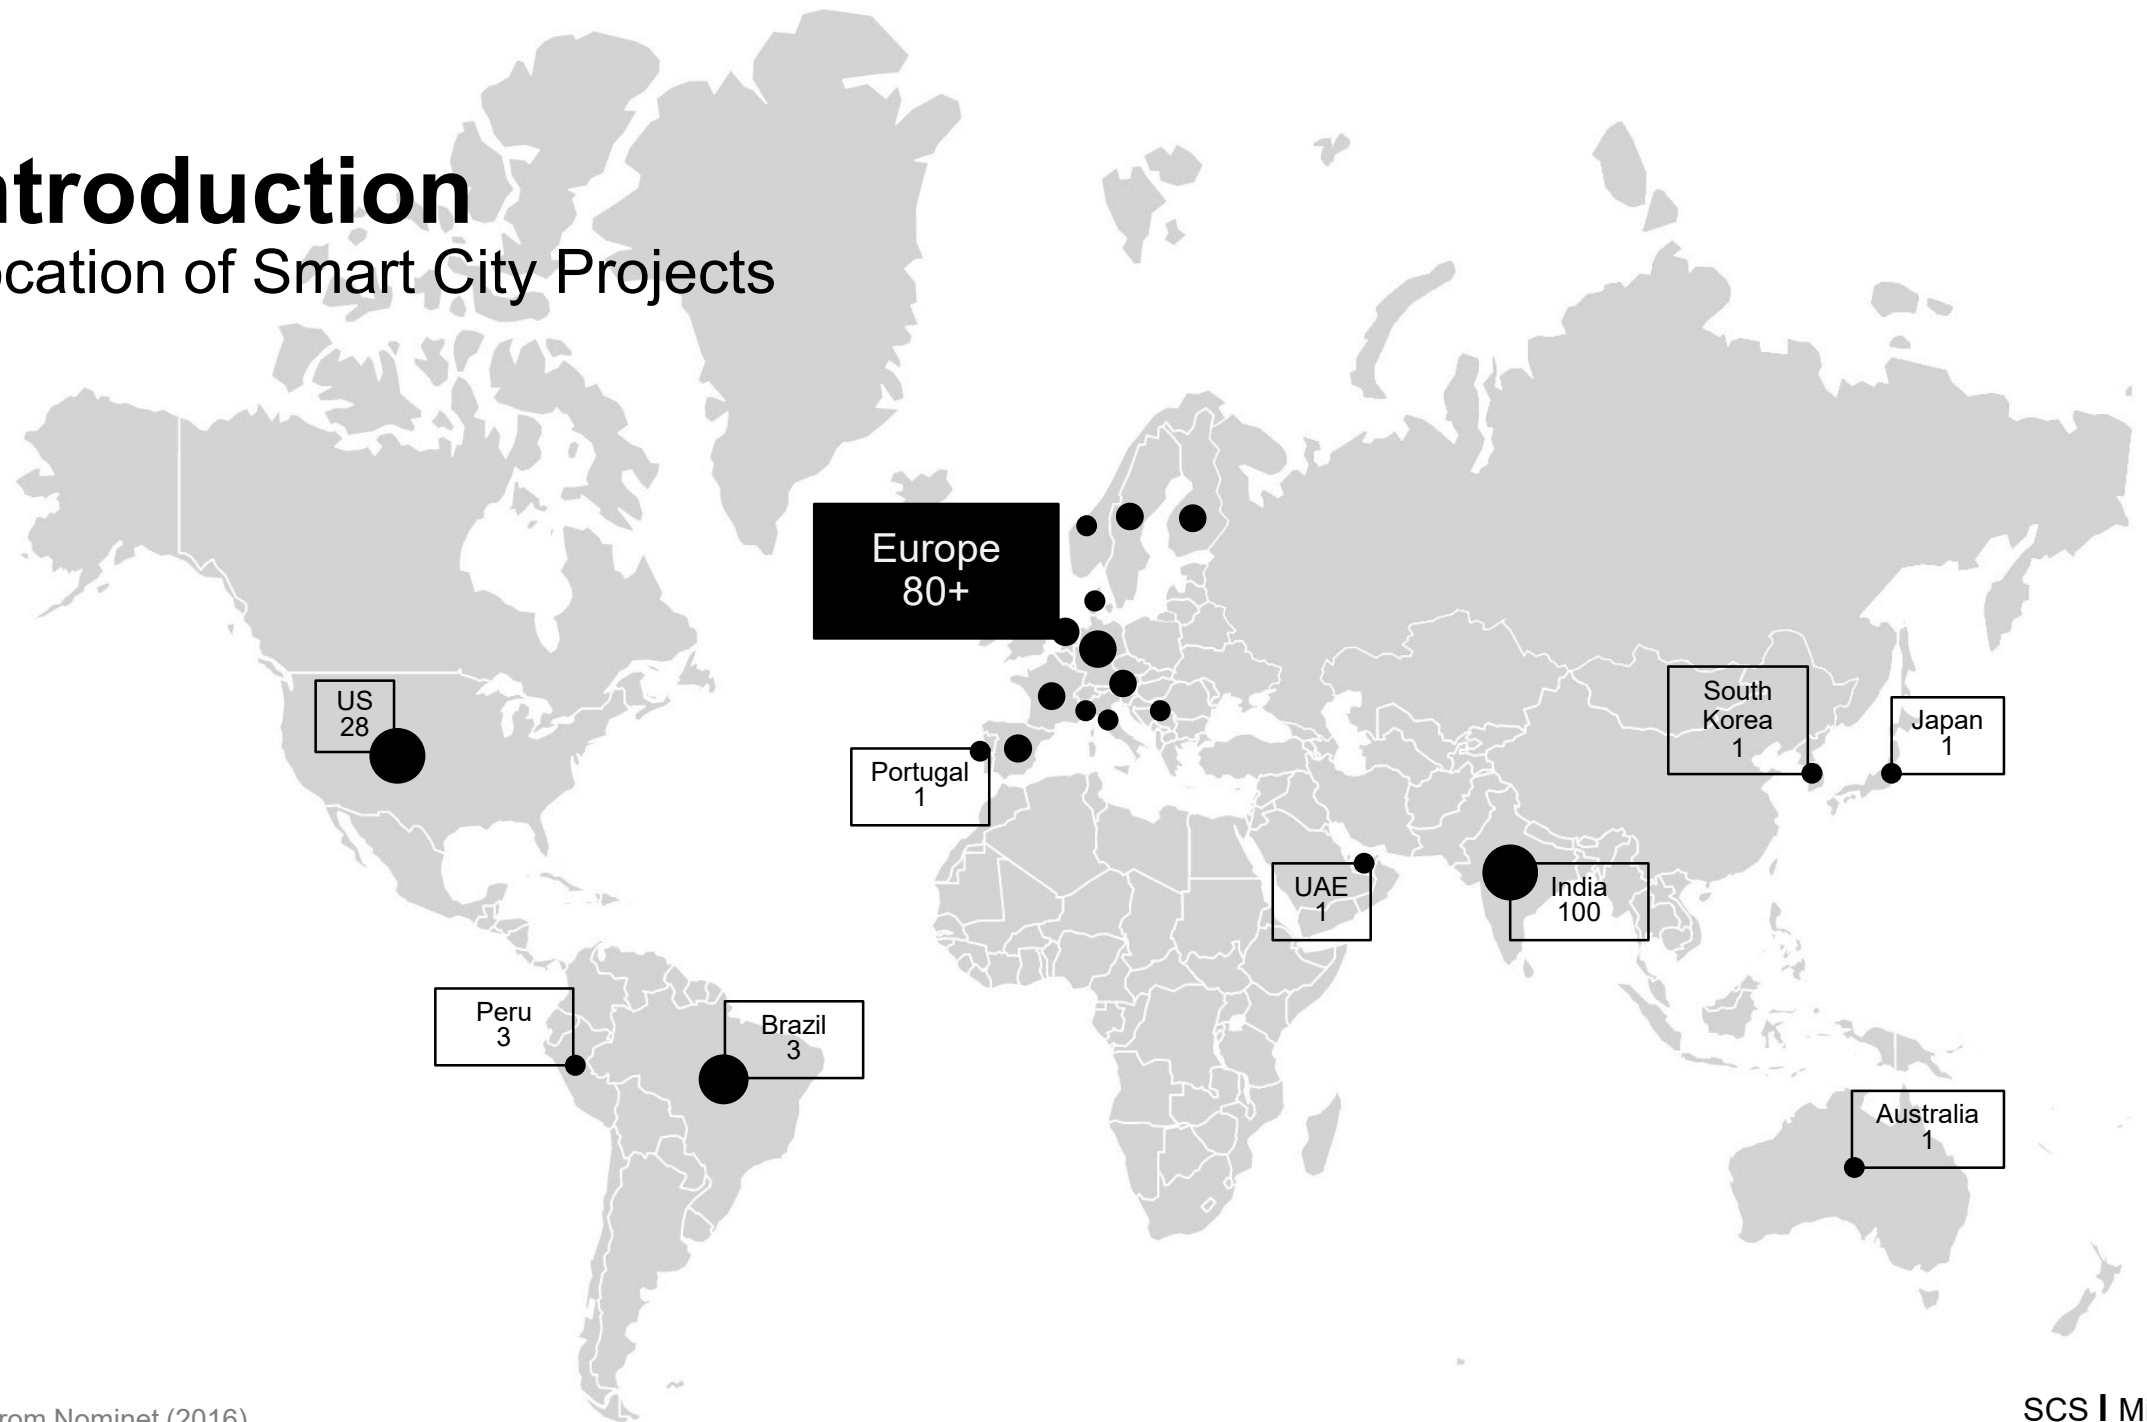 ntroduction
ocation of Smart City Projects
Europe
80+
US
28
South
Korea
1
Japan
1
Portugal
1
UAE
1
India
100
Peru
3
Brazil
3
Australia
1
rom Nominet (2016)
SCS I M